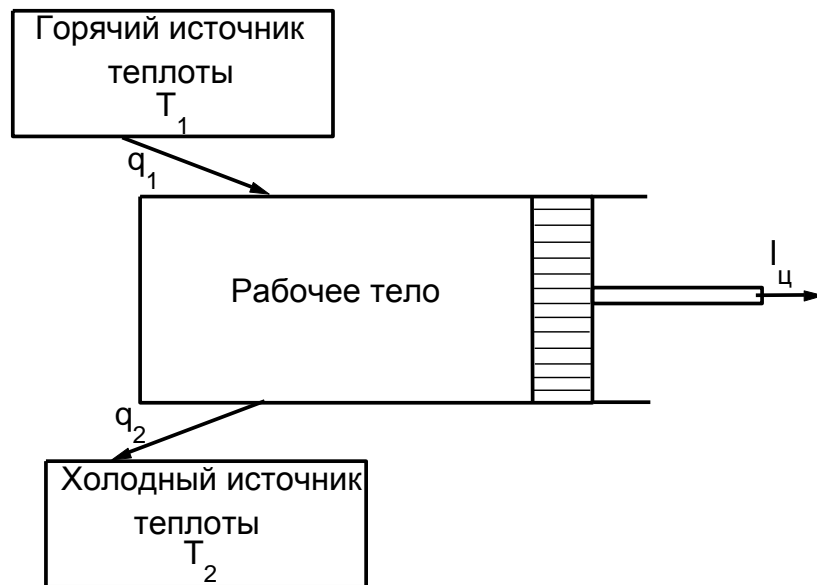 Горячий источник
теплоты
T₁
q₁
Рабочее тело
lц
q₂
Холодный источник
теплоты
T₂